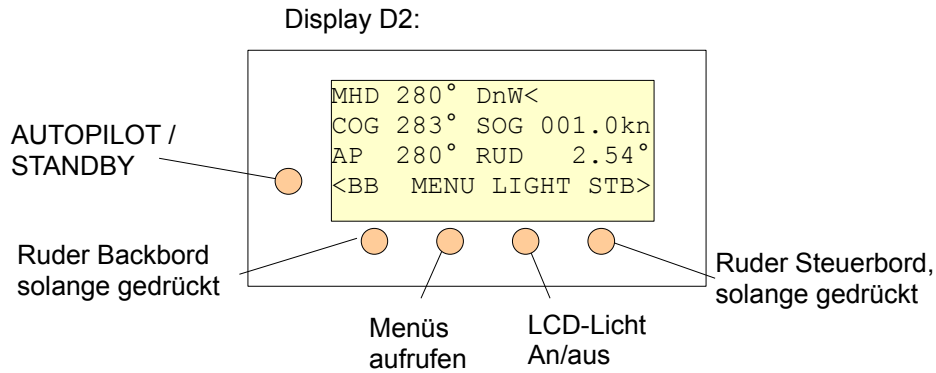 Display D2:
MHD 280° DnW<
COG 283° SOG 001.0kn
AP 280° RUD 2.54°
<BB MENU LIGHT STB>
AUTOPILOT /
STANDBY
Ruder Backbord
solange gedrückt
Menüs
aufrufen
LCD-Licht
An/aus
Ruder Steuerbord,
solange gedrückt